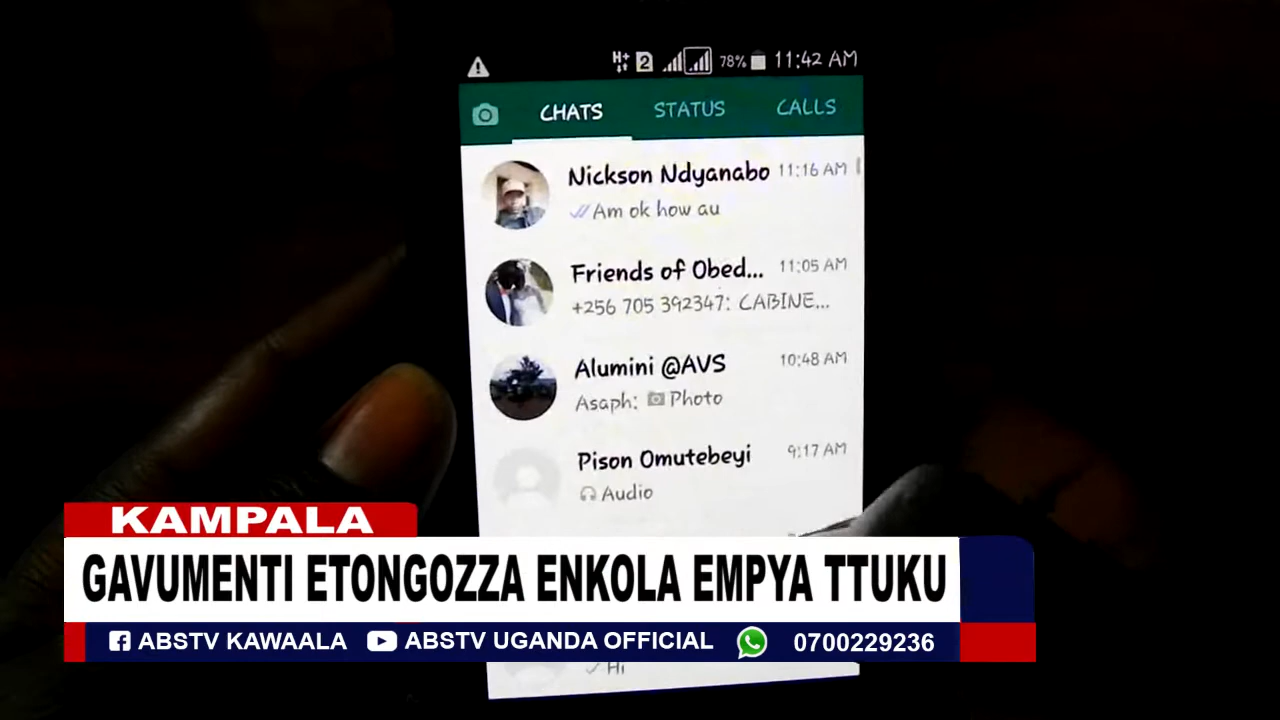 H+ 2 78% 11:42 AM
CHATS STATUS CALLS
Nickson Ndyanabo 11:16 AM
Am ok how au
Friends of Obed... 11:05 AM
+256 705 392347: CABINE...
Alumini @AVS 10:48 AM
Asaph: Photo
Pison Omutebeyi 9:17 AM
Audio
KAMPALA
GAVUMENTI ETONGOZZA ENKOLA EMPYA TTUKU
ABSTV KAWAALA ABSTV UGANDA OFFICIAL 0700229236
Hi